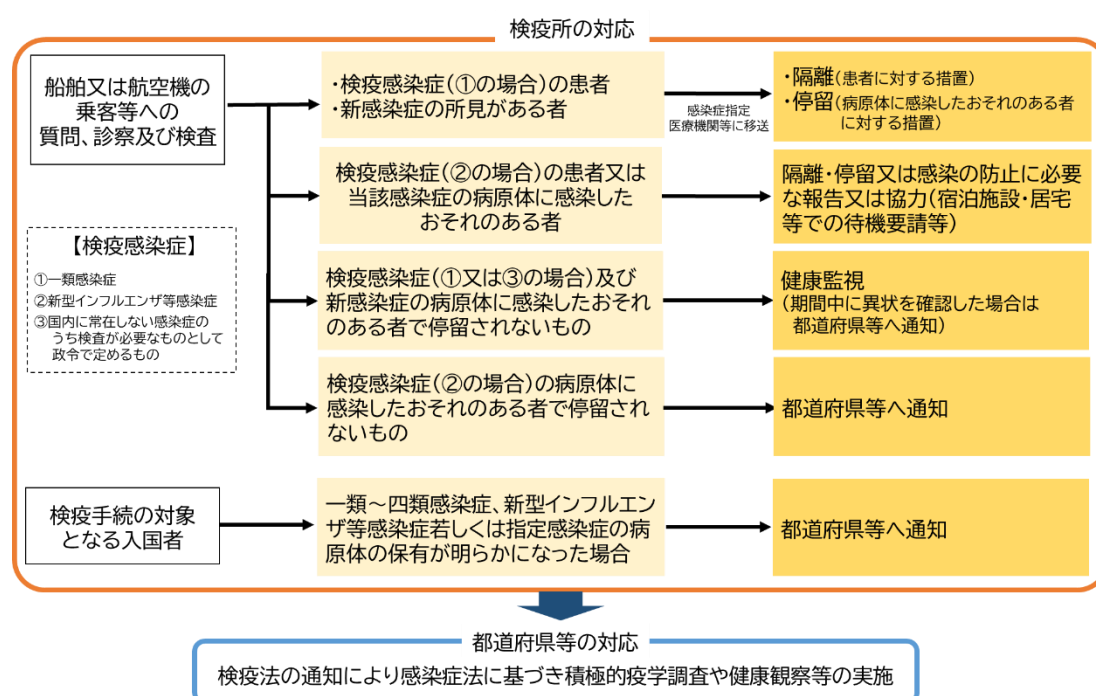 検疫所の対応
船舶又は航空機の
乗客等への
質問、診察及び検査
・検疫感染症(①の場合)の患者
・新感染症の所見がある者
感染症指定
医療機関等に移送
・隔離(患者に対する措置)
・停留(病原体に感染したおそれのある者
に対する措置)
検疫感染症(②の場合)の患者又は
当該感染症の病原体に感染した
おそれのある者
隔離・停留又は感染の防止に必要
な報告又は協力(宿泊施設・居宅
等での待機要請等)
【検疫感染症】
①一類感染症
②新型インフルエンザ等感染症
③国内に常在しない感染症の
うち検査が必要なものとして
政令で定めるもの
検疫感染症(①又は③の場合)及び
新感染症の病原体に感染したおそれ
のある者で停留されないもの
健康監視
(期間中に異状を確認した場合は
都道府県等へ通知)
検疫感染症(②の場合)の病原体に
感染したおそれのある者で停留され
ないもの
都道府県等へ通知
検疫手続の対象
となる入国者
一類~四類感染症、新型インフルエン
ザ等感染症若しくは指定感染症の病
原体の保有が明らかになった場合
都道府県等へ通知
都道府県等の対応
検疫法の通知により感染症法に基づき積極的疫学調査や健康観察等の実施